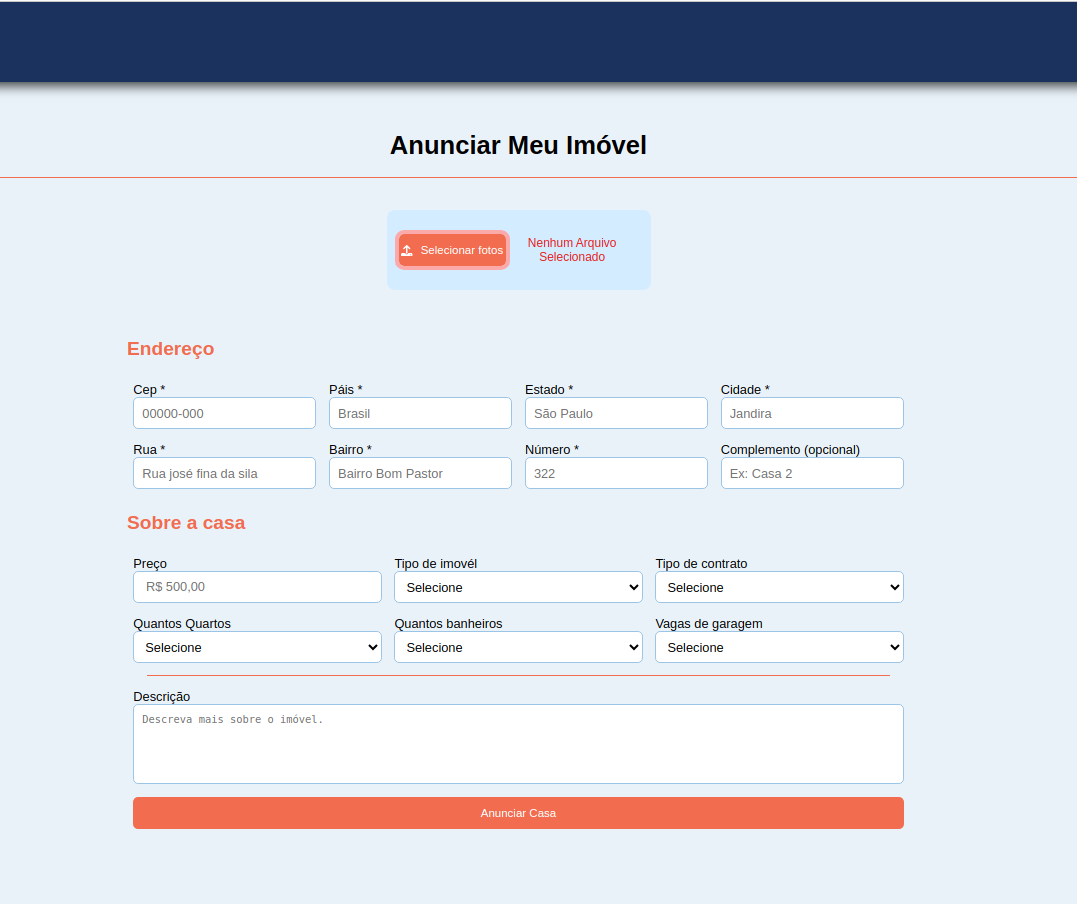 Anunciar Meu Imóvel
Selecionar fotos
Nenhum Arquivo
Selecionado
Endereço
Cep * Páis * Estado * Cidade *
00000-000 Brasil São Paulo Jandira
Rua * Bairro * Número * Complemento (opcional)
Rua josé fina da sila Bairro Bom Pastor 322 Ex: Casa 2
Sobre a casa
Preço Tipo de imovél Tipo de contrato
R$ 500,00 Selecione Selecione
Quantos Quartos Quantos banheiros Vagas de garagem
Selecione Selecione Selecione
Descrição
Descreva mais sobre o imóvel.
Anunciar Casa